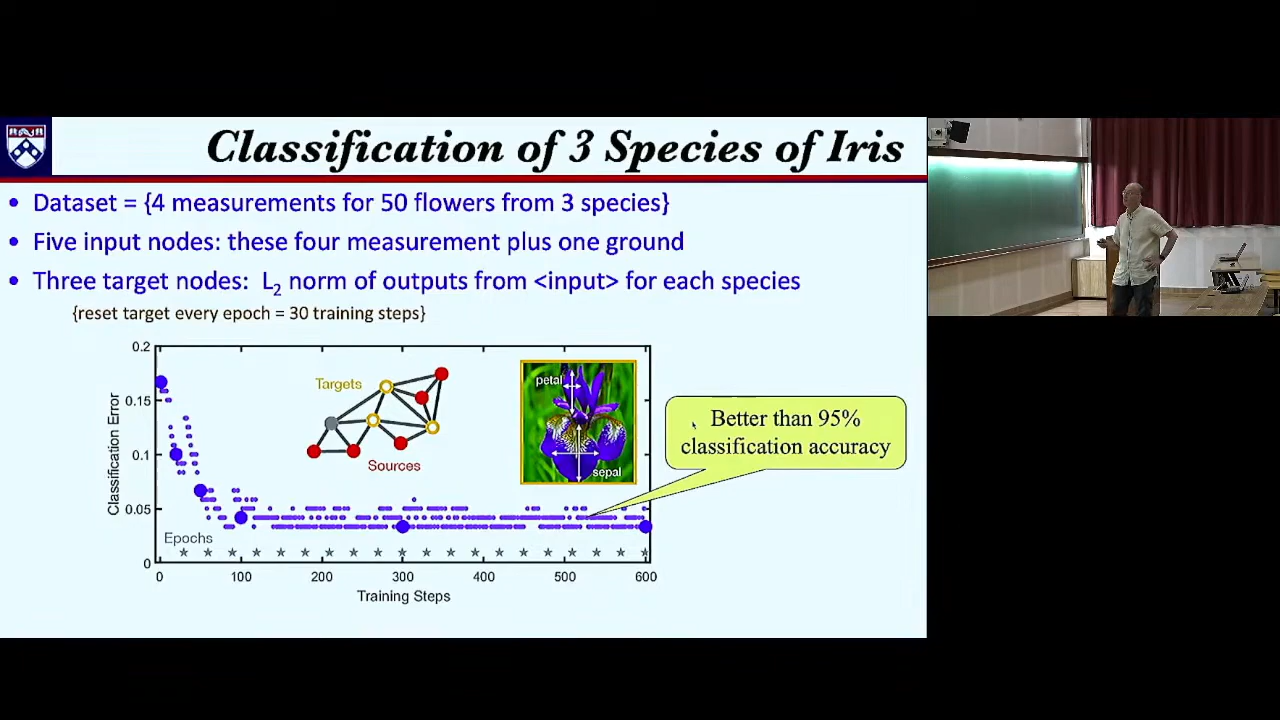 Classification of 3 Species of Iris
• Dataset = {4 measurements for 50 flowers from 3 species}
• Five input nodes: these four measurement plus one ground
• Three target nodes: L2 norm of outputs from <input> for each species
{reset target every epoch = 30 training steps}
0.2
0.15
0.1
0.05
0
Classification Error
Targets
Sources
petal
sepal
Better than 95%
classification accuracy
Epochs
0 100 200 300 400 500 600
Training Steps